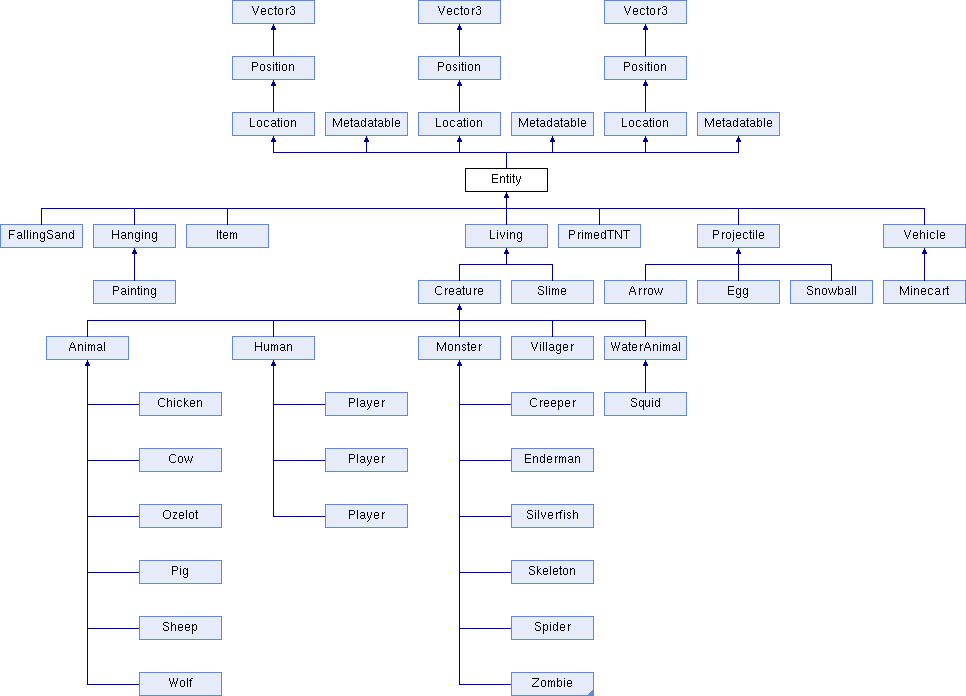 Vector3
Vector3
Vector3
Position
Position
Position
Location
Metadatable
Location
Metadatable
Location
Metadatable
Entity
FallingSand
Hanging
Item
Living
PrimedTNT
Projectile
Vehicle
Painting
Creature
Slime
Arrow
Egg
Snowball
Minecart
Animal
Human
Monster
Villager
WaterAnimal
Chicken
Player
Creeper
Squid
Cow
Player
Enderman
Ozelot
Player
Silverfish
Pig
Skeleton
Sheep
Spider
Wolf
Zombie